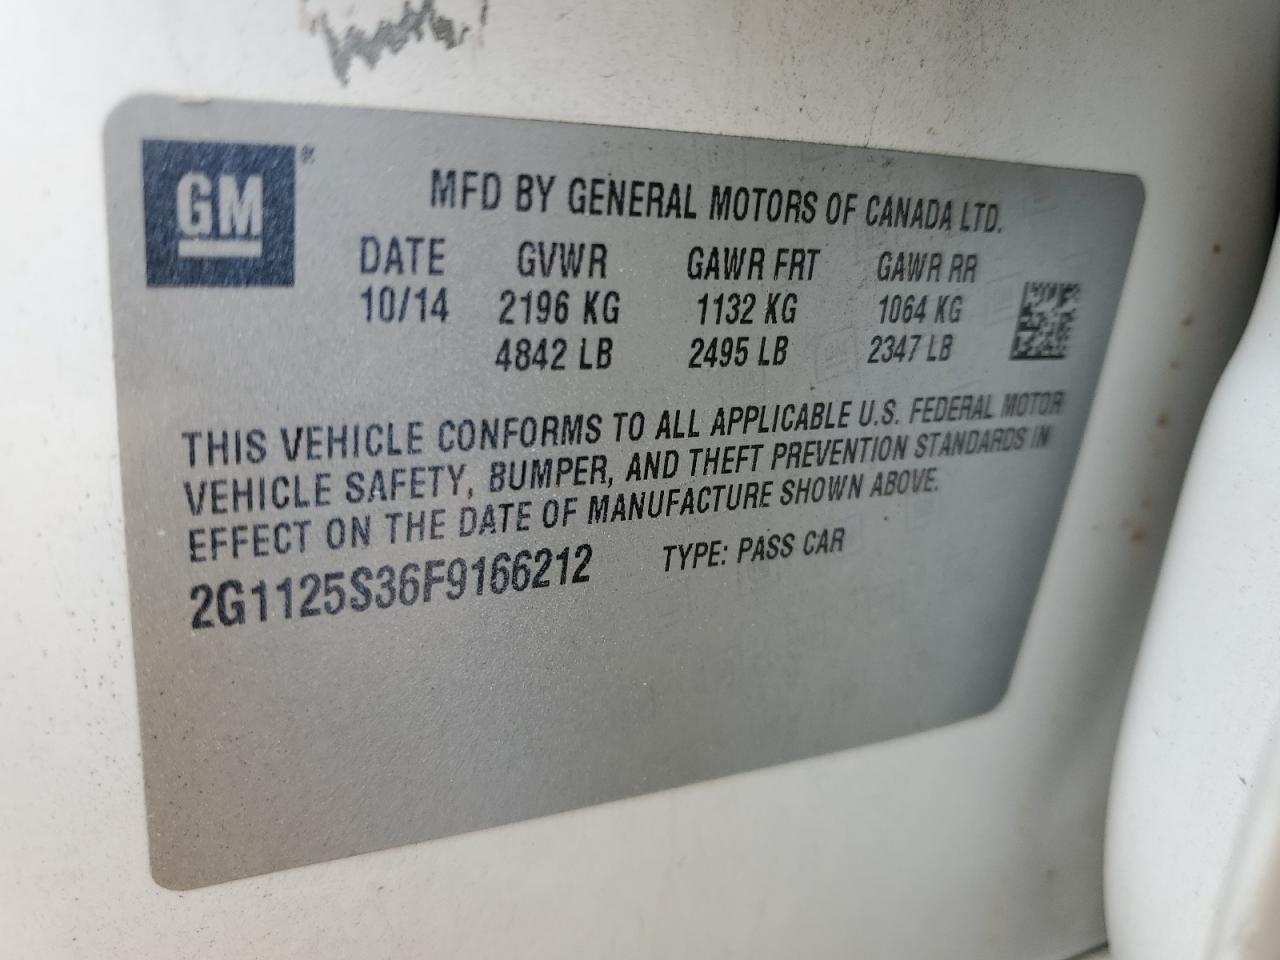 GM®
MFD BY GENERAL MOTORS OF CANADA LTD.
DATE GVWR GAWR FRT GAWR RR
10/14 2196 KG 1132 KG 1064 KG
4842 LB 2495 LB 2347 LB
THIS VEHICLE CONFORMS TO ALL APPLICABLE U.S. FEDERAL MOTOR
VEHICLE SAFETY, BUMPER, AND THEFT PREVENTION STANDARDS IN
EFFECT ON THE DATE OF MANUFACTURE SHOWN ABOVE.
2G1125S36F9166212 TYPE: PASS CAR